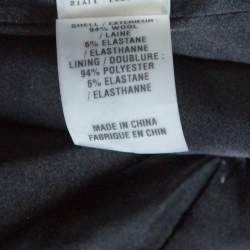 SHELL / EXTERIEUR:
94% WOOL
/ LAINE
6% ELASTANE
/ ELASTHANNE
LINING / DOUBLURE:
94% POLYESTER
6% ELASTANE
/ ELASTHANNE
MADE IN CHINA
FABRIQUE EN CHIN